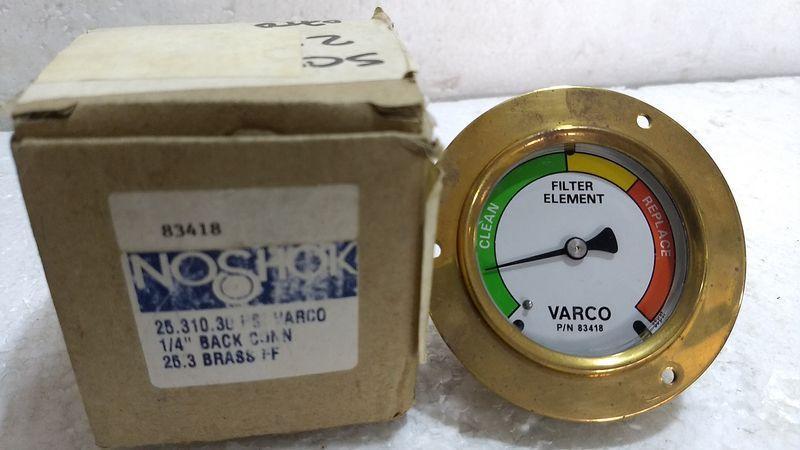 83418
NOSHOK
25.310.30 PSI VARCO
1/4" BACK CONN
25.3 BRASS FF
FILTER
ELEMENT
CLEAN
REPLACE
VARCO
P/N 83418